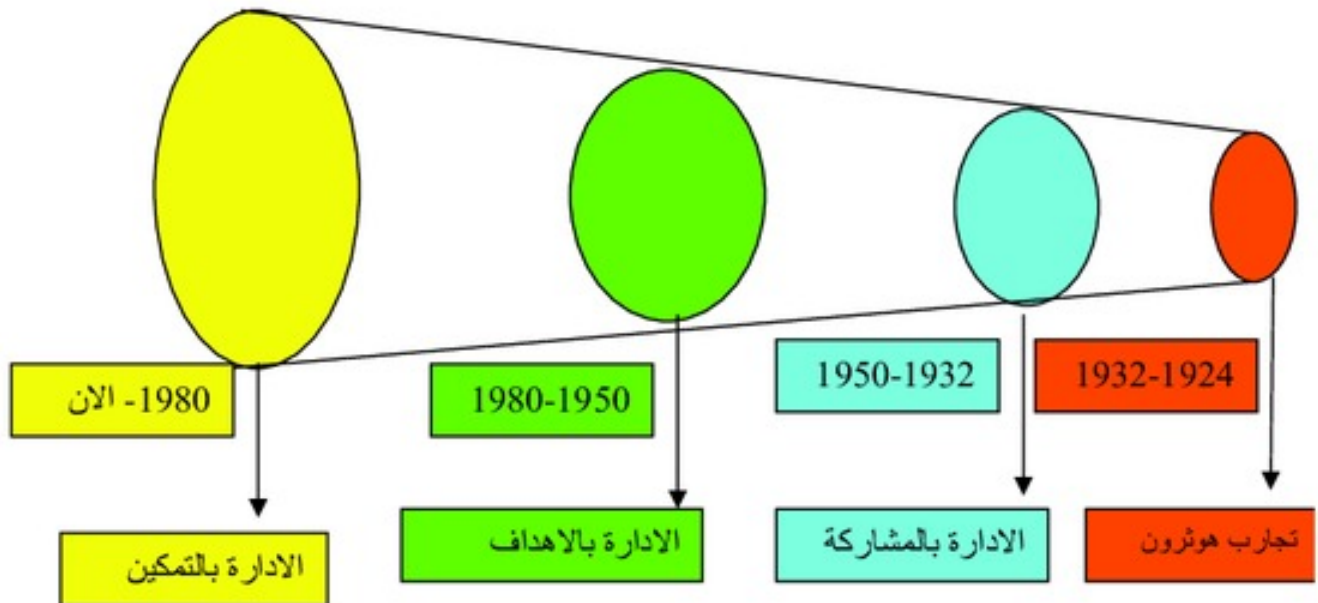 1932-1924
1950-1932
1980-1950
1980- الان
تجارب هوثرون
الادارة بالمشاركة
الادارة بالاهداف
الادارة بالتمكين